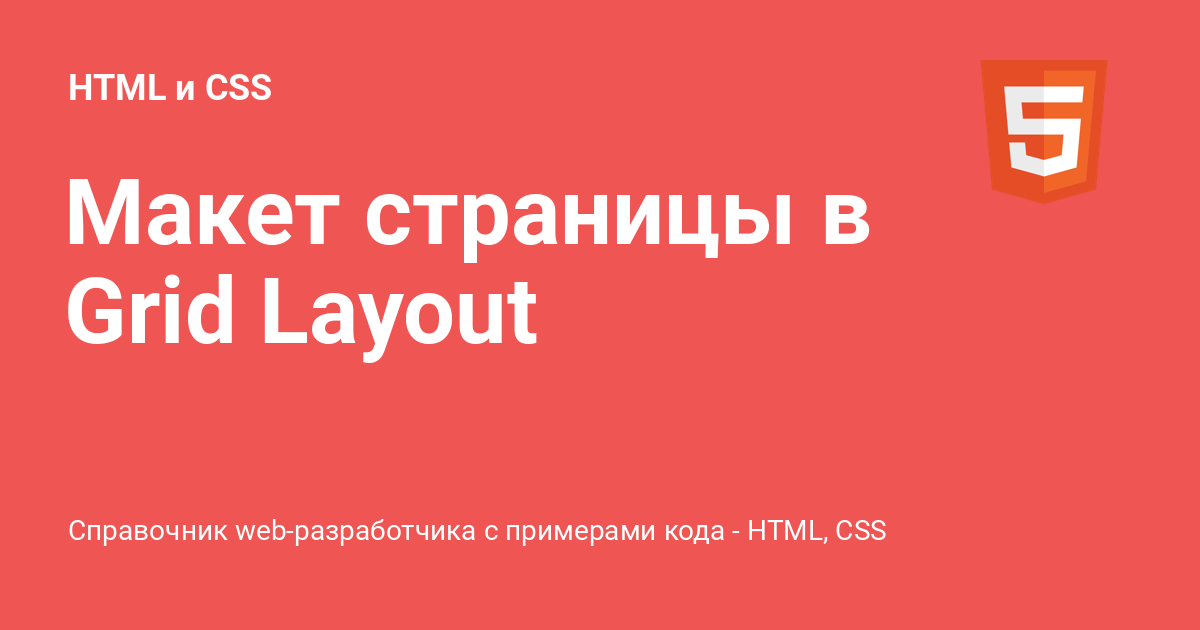 HTML и CSS
Макет страницы в
Grid Layout
Справочник web-разработчика с примерами кода - HTML, CSS